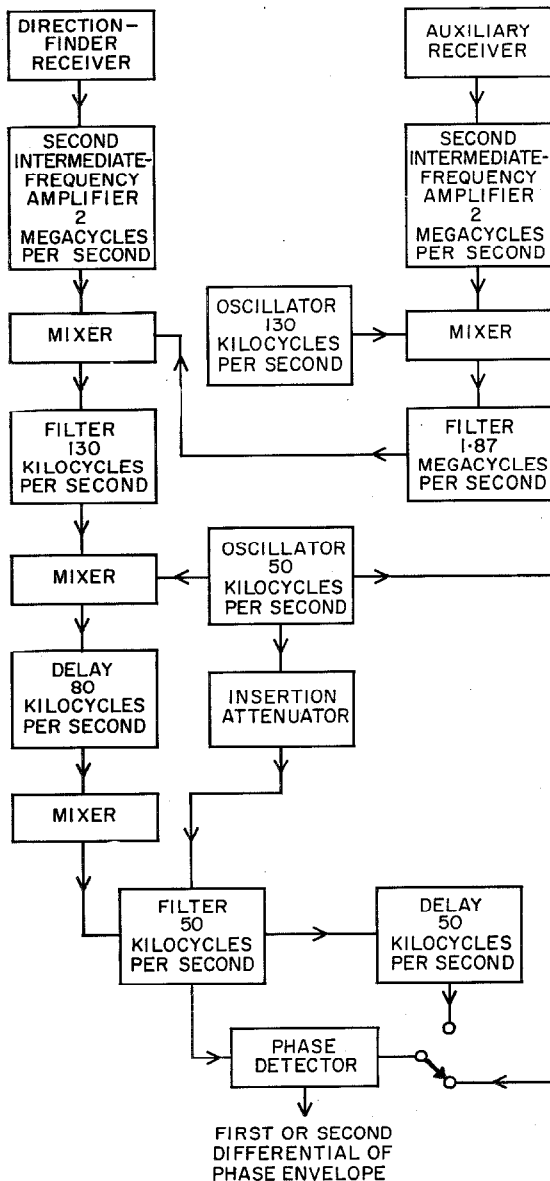 DIRECTION-
FINDER
RECEIVER
AUXILIARY
RECEIVER
SECOND
INTERMEDIATE-
FREQUENCY
AMPLIFIER
2
MEGACYCLES
PER SECOND
SECOND
INTERMEDIATE-
FREQUENCY
AMPLIFIER
2
MEGACYCLES
PER SECOND
MIXER
OSCILLATOR
130
KILOCYCLES
PER SECOND
MIXER
FILTER
130
KILOCYCLES
PER SECOND
FILTER
1·87
MEGACYCLES
PER SECOND
MIXER
OSCILLATOR
50
KILOCYCLES
PER SECOND
DELAY
80
KILOCYCLES
PER SECOND
INSERTION
ATTENUATOR
MIXER
FILTER
50
KILOCYCLES
PER SECOND
DELAY
50
KILOCYCLES
PER SECOND
PHASE
DETECTOR
FIRST OR SECOND
DIFFERENTIAL OF
PHASE ENVELOPE